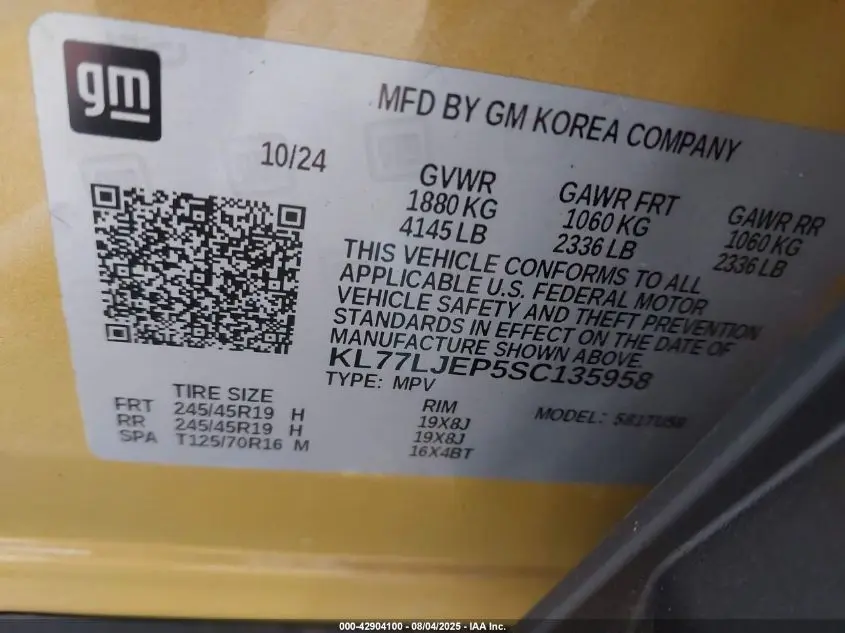 gm
MFD BY GM KOREA COMPANY
10/24
GVWR GAWR FRT GAWR RR
1880 KG 1060 KG 1060 KG
4145 LB 2336 LB 2336 LB
THIS VEHICLE CONFORMS TO ALL
APPLICABLE U.S. FEDERAL MOTOR
VEHICLE SAFETY AND THEFT PREVENTION
STANDARDS IN EFFECT ON THE DATE OF
MANUFACTURE SHOWN ABOVE.
KL77LJEP5SC135958
TYPE: MPV
TIRE SIZE RIM MODEL:
FRT 245/45R19 H 19X8J
RR 245/45R19 H 19X8J
SPA T125/70R16 M 16X4BT
000-42904100 - 08/04/2025 - IAA Inc.